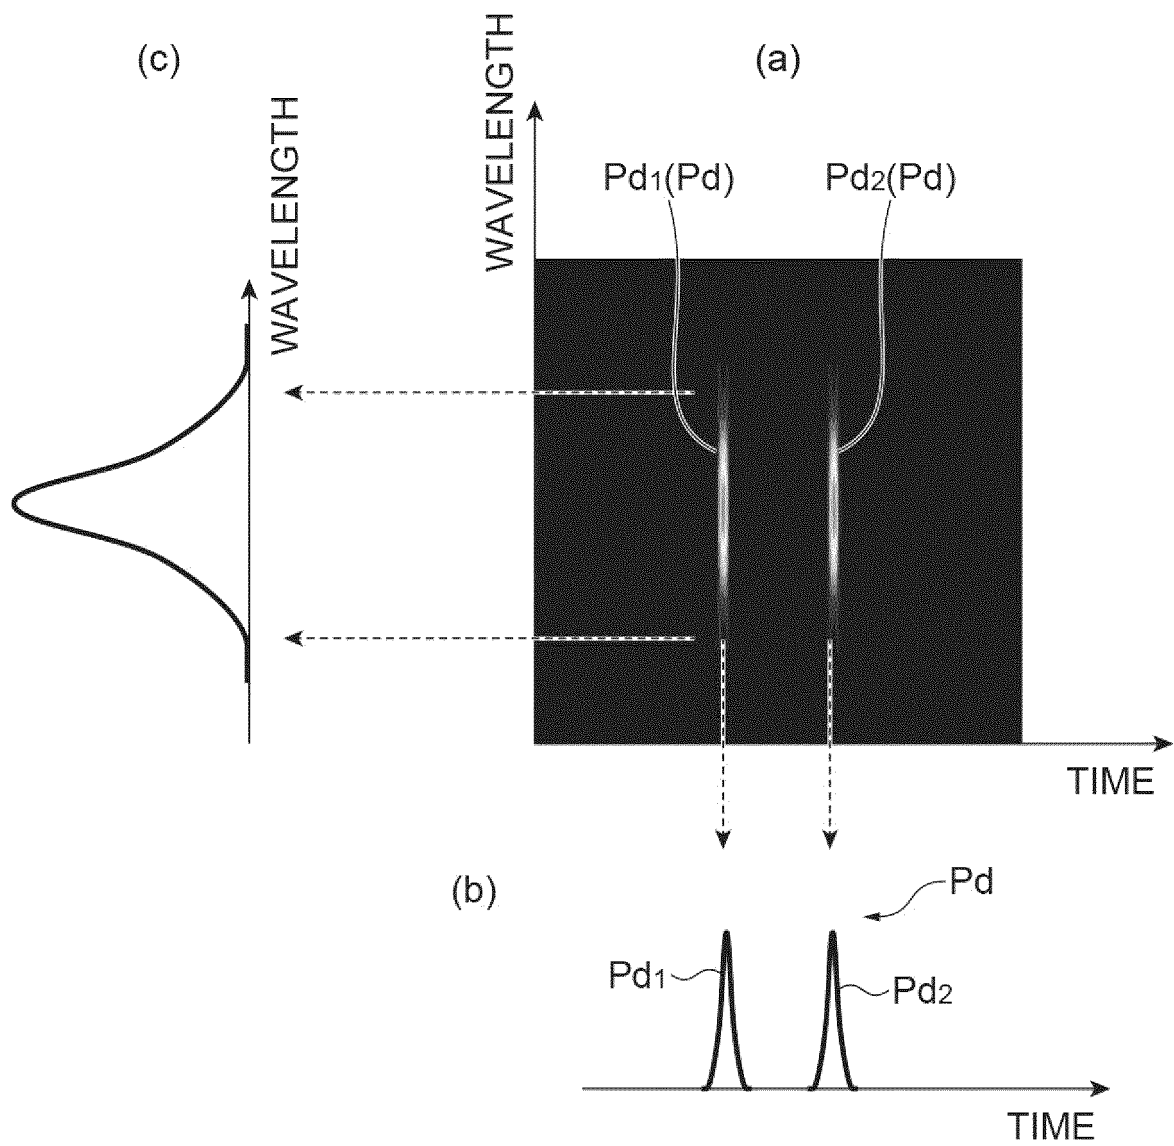 (c)
WAVELENGTH
(a)
WAVELENGTH
Pd1(Pd)
Pd2(Pd)
TIME
(b)
Pd
Pd1
Pd2
TIME